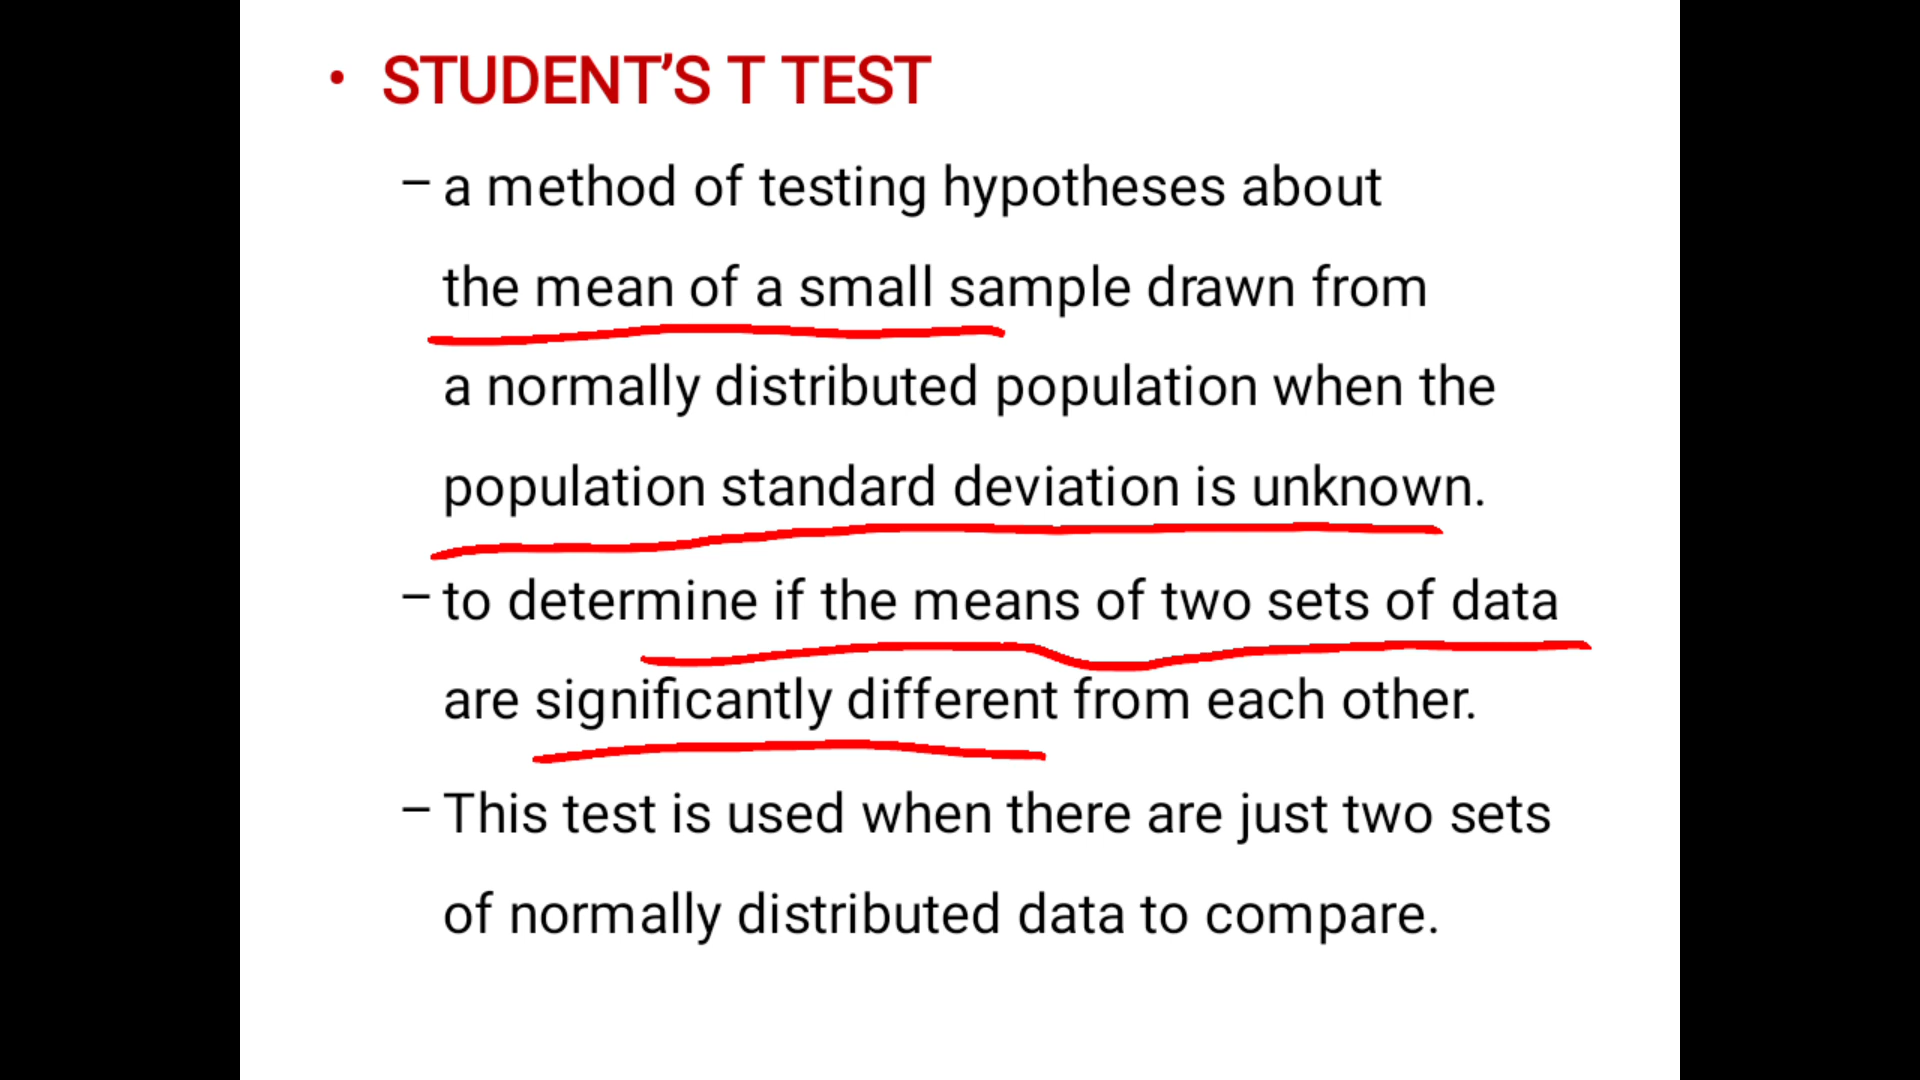 • STUDENT’S T TEST
– a method of testing hypotheses about
the mean of a small sample drawn from
a normally distributed population when the
population standard deviation is unknown.
– to determine if the means of two sets of data
are significantly different from each other.
– This test is used when there are just two sets
of normally distributed data to compare.